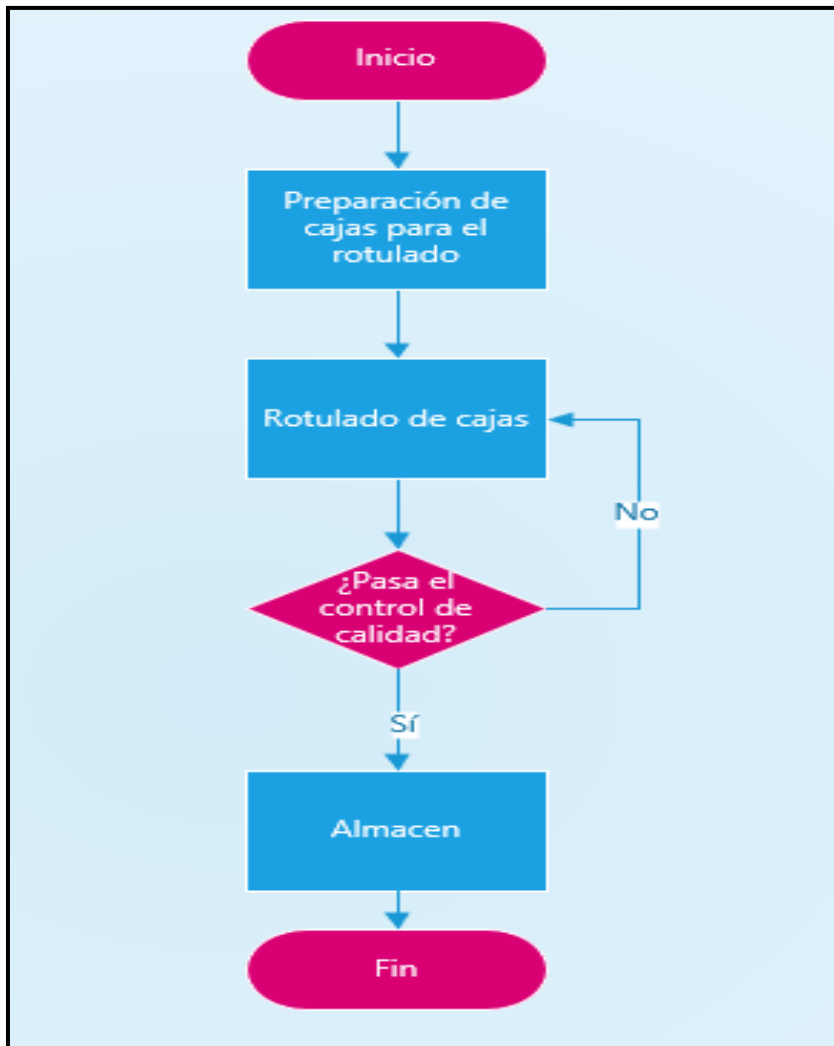 Inicio
Preparación de
cajas para el
rotulado
Rotulado de cajas
No
¿Pasa el
control de
calidad?
Sí
Almacen
Fin